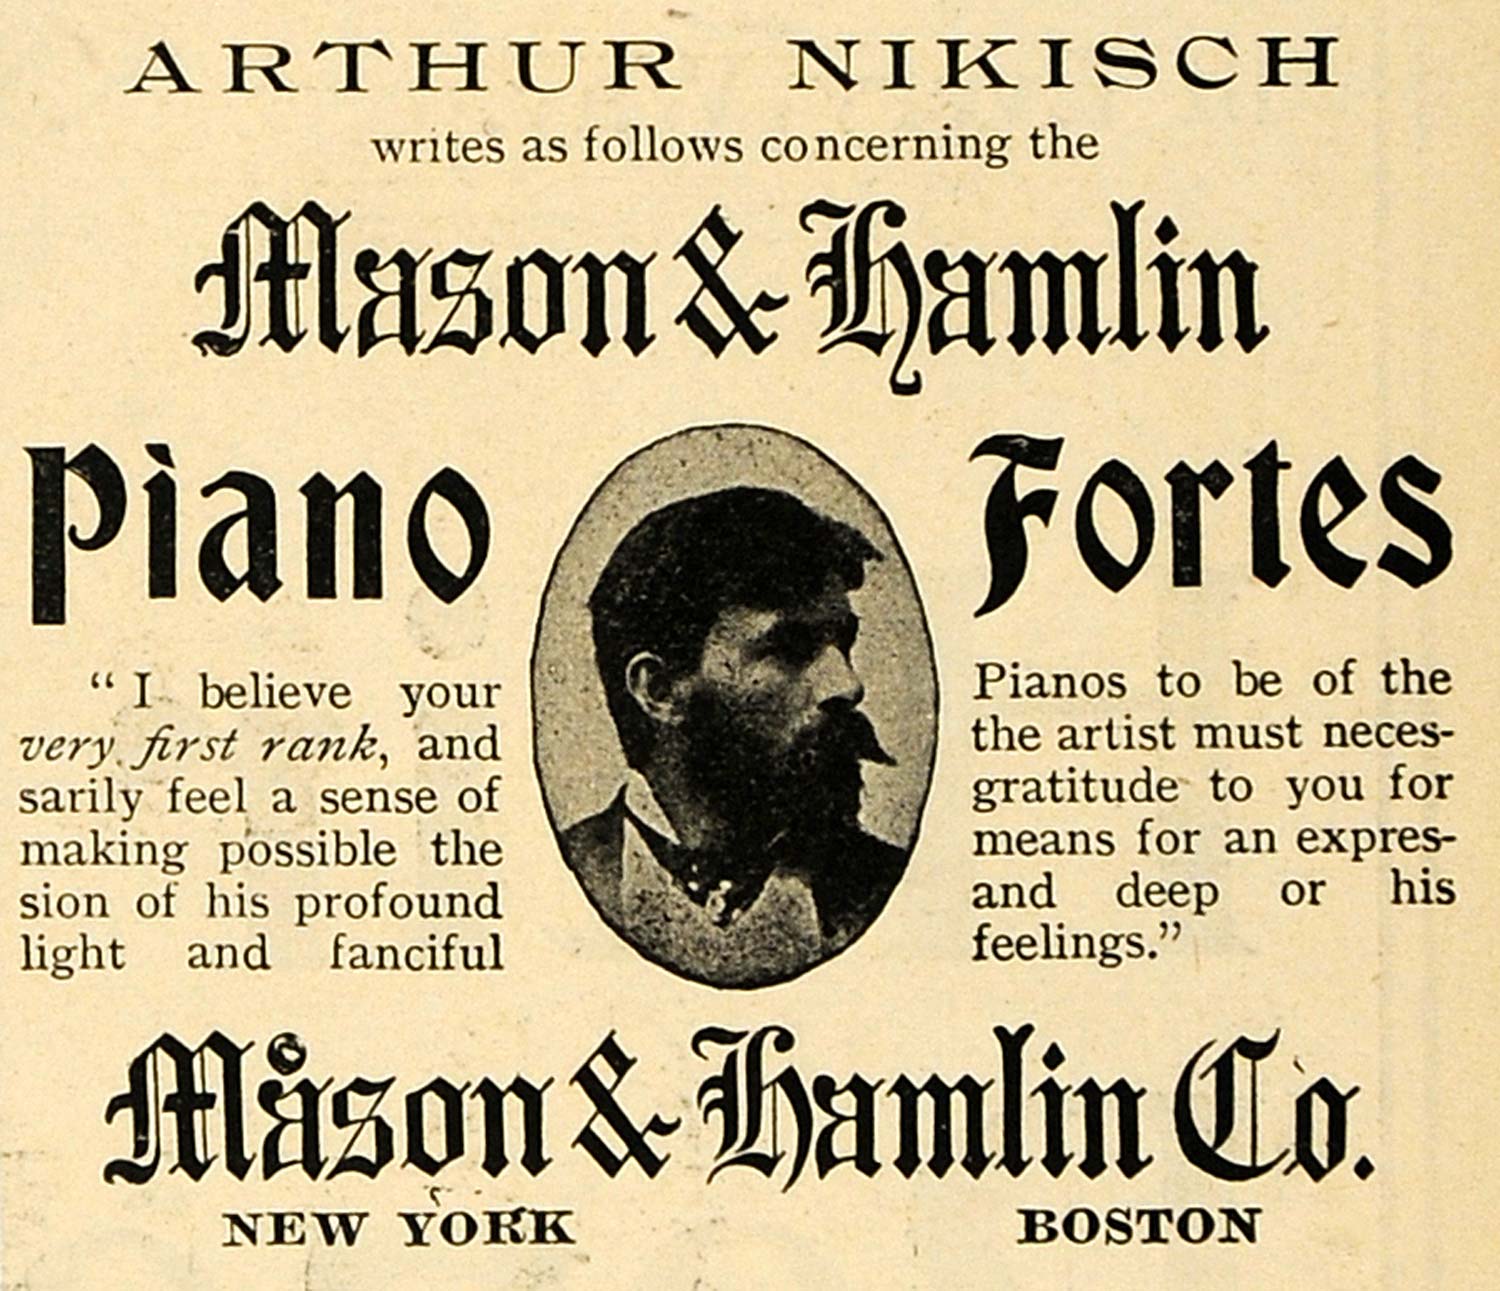 ARTHUR NIKISCH
writes as follows concerning the
Mason & Hamlin
Piano Fortes
“I believe your Pianos to be of the
very first rank, and the artist must neces-
sarily feel a sense of gratitude to you for
making possible the means for an expres-
sion of his profound and deep or his
light and fanciful feelings.”
Mason & Hamlin Co.
NEW YORK BOSTON